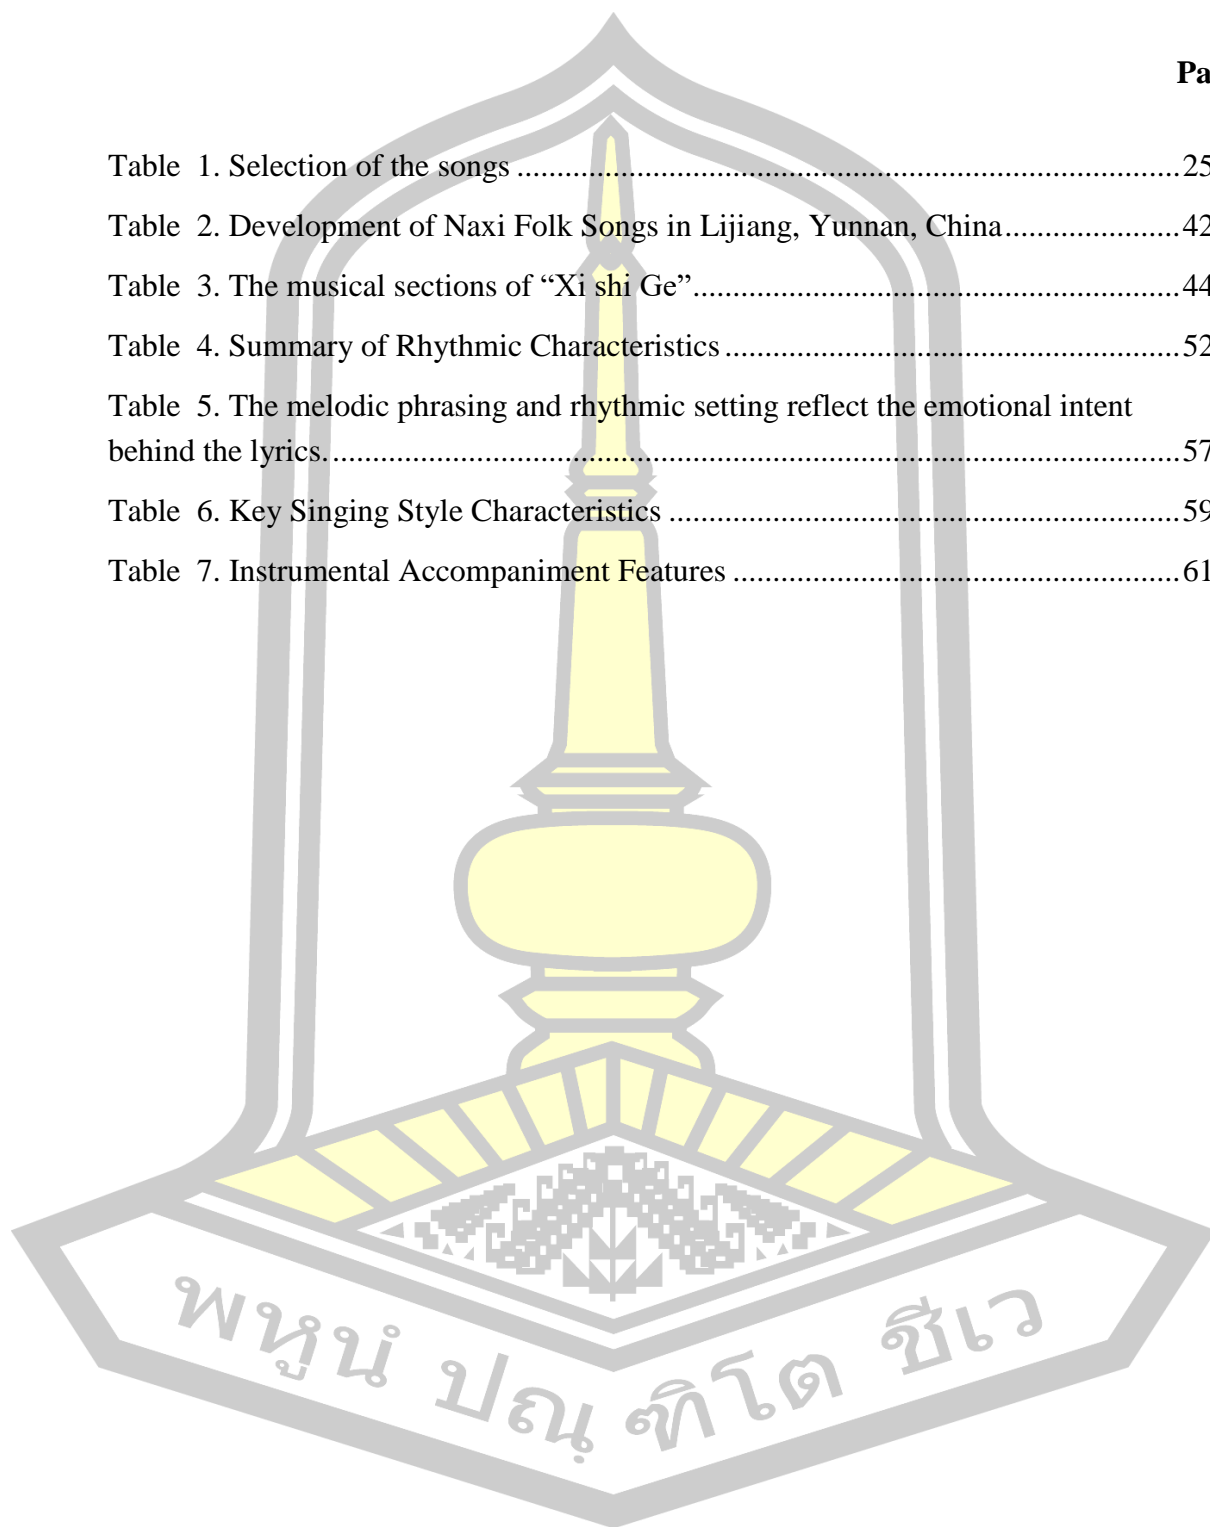 Pa
Table 1. Selection of the songs ........................................................................................25
Table 2. Development of Naxi Folk Songs in Lijiang, Yunnan, China......................42
Table 3. The musical sections of “Xi shi Ge”.............................................................44
Table 4. Summary of Rhythmic Characteristics .........................................................52
Table 5. The melodic phrasing and rhythmic setting reflect the emotional intent
behind the lyrics..........................................................................................................57
Table 6. Key Singing Style Characteristics ................................................................59
Table 7. Instrumental Accompaniment Features ........................................................61
พหูนํ ปณฺฑิโต ชีเว